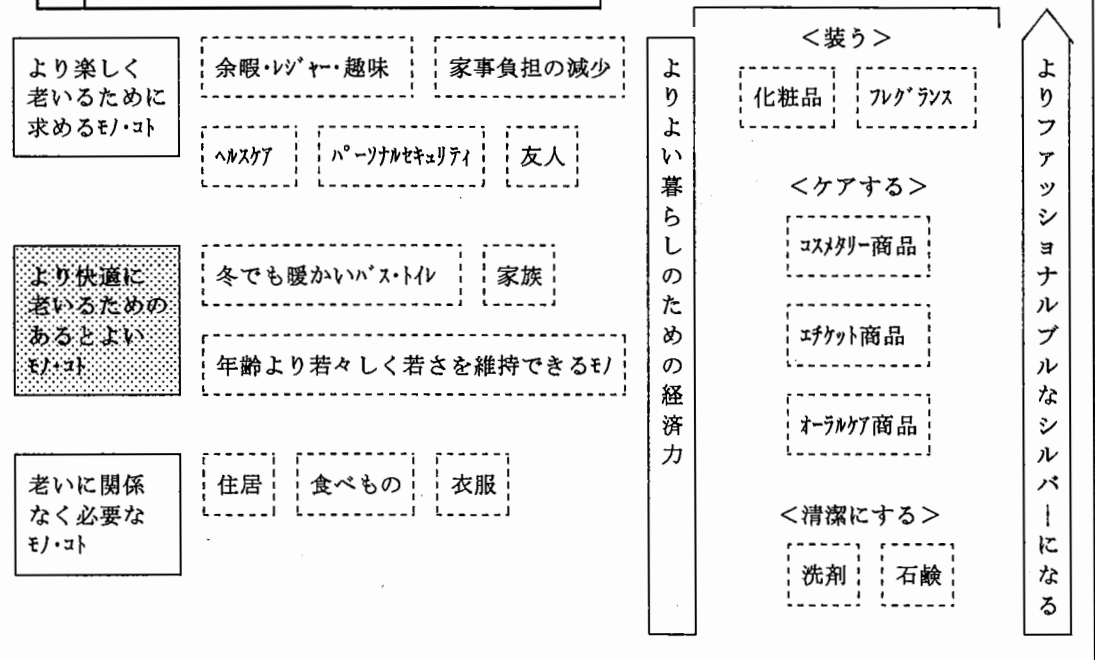 より楽しく
老いるために
求めるﾓﾉ・ｺﾄ
余暇・ﾚｼﾞｬｰ・趣味
家事負担の減少
ﾍﾙｽｹｱ
ﾊﾟｰｿﾅﾙｾｷｭﾘﾃｨ
友人
より快適に
老いるための
あるとよい
ﾓﾉ・ｺﾄ
冬でも暖かいﾊﾞｽ・ﾄｲﾚ
家族
年齢より若々しく若さを維持できるﾓﾉ
老いに関係
なく必要な
ﾓﾉ・ｺﾄ
住居
食べもの
衣服
よりよい暮らしのための経済力
＜装う＞
化粧品
ﾌﾚｸﾞﾗﾝｽ
＜ケアする＞
ｺｽﾒﾀﾘｰ商品
ｴﾁｹｯﾄ商品
ｵｰﾗﾙｹｱ商品
＜清潔にする＞
洗剤
石鹸
よりファッショナルブルなシルバーになる